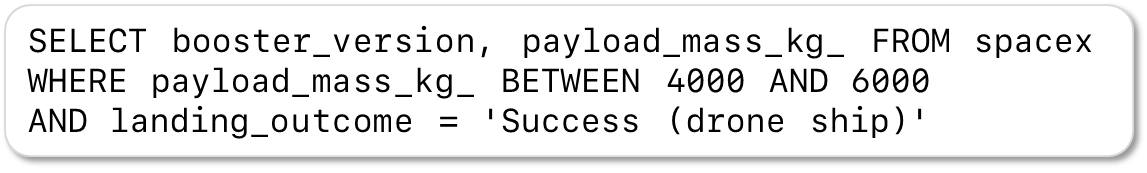 SELECT booster_version, payload_mass_kg_ FROM spacex
WHERE payload_mass_kg_ BETWEEN 4000 AND 6000
AND landing_outcome = 'Success (drone ship)'